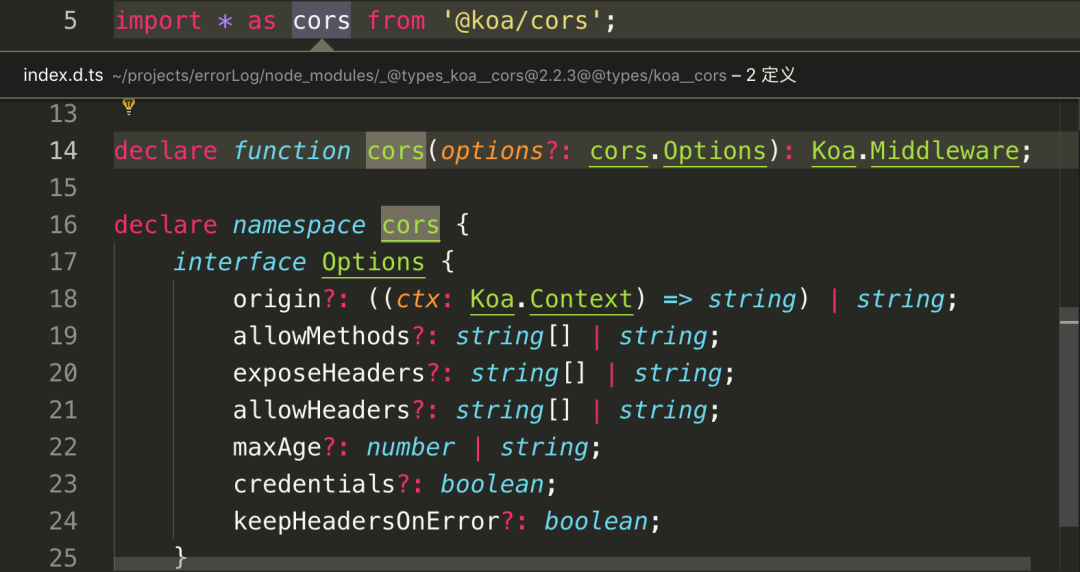 5 import * as cors from '@koa/cors';
index.d.ts ~/projects/errorLog/node_modules/_@types_koa__cors@2.2.3@@types/koa__cors – 2 定义
13
14 declare function cors(options?: cors.Options): Koa.Middleware;
15
16 declare namespace cors {
17 interface Options {
18 origin?: ((ctx: Koa.Context) => string) | string;
19 allowMethods?: string[] | string;
20 exposeHeaders?: string[] | string;
21 allowHeaders?: string[] | string;
22 maxAge?: number | string;
23 credentials?: boolean;
24 keepHeadersOnError?: boolean;
25 }